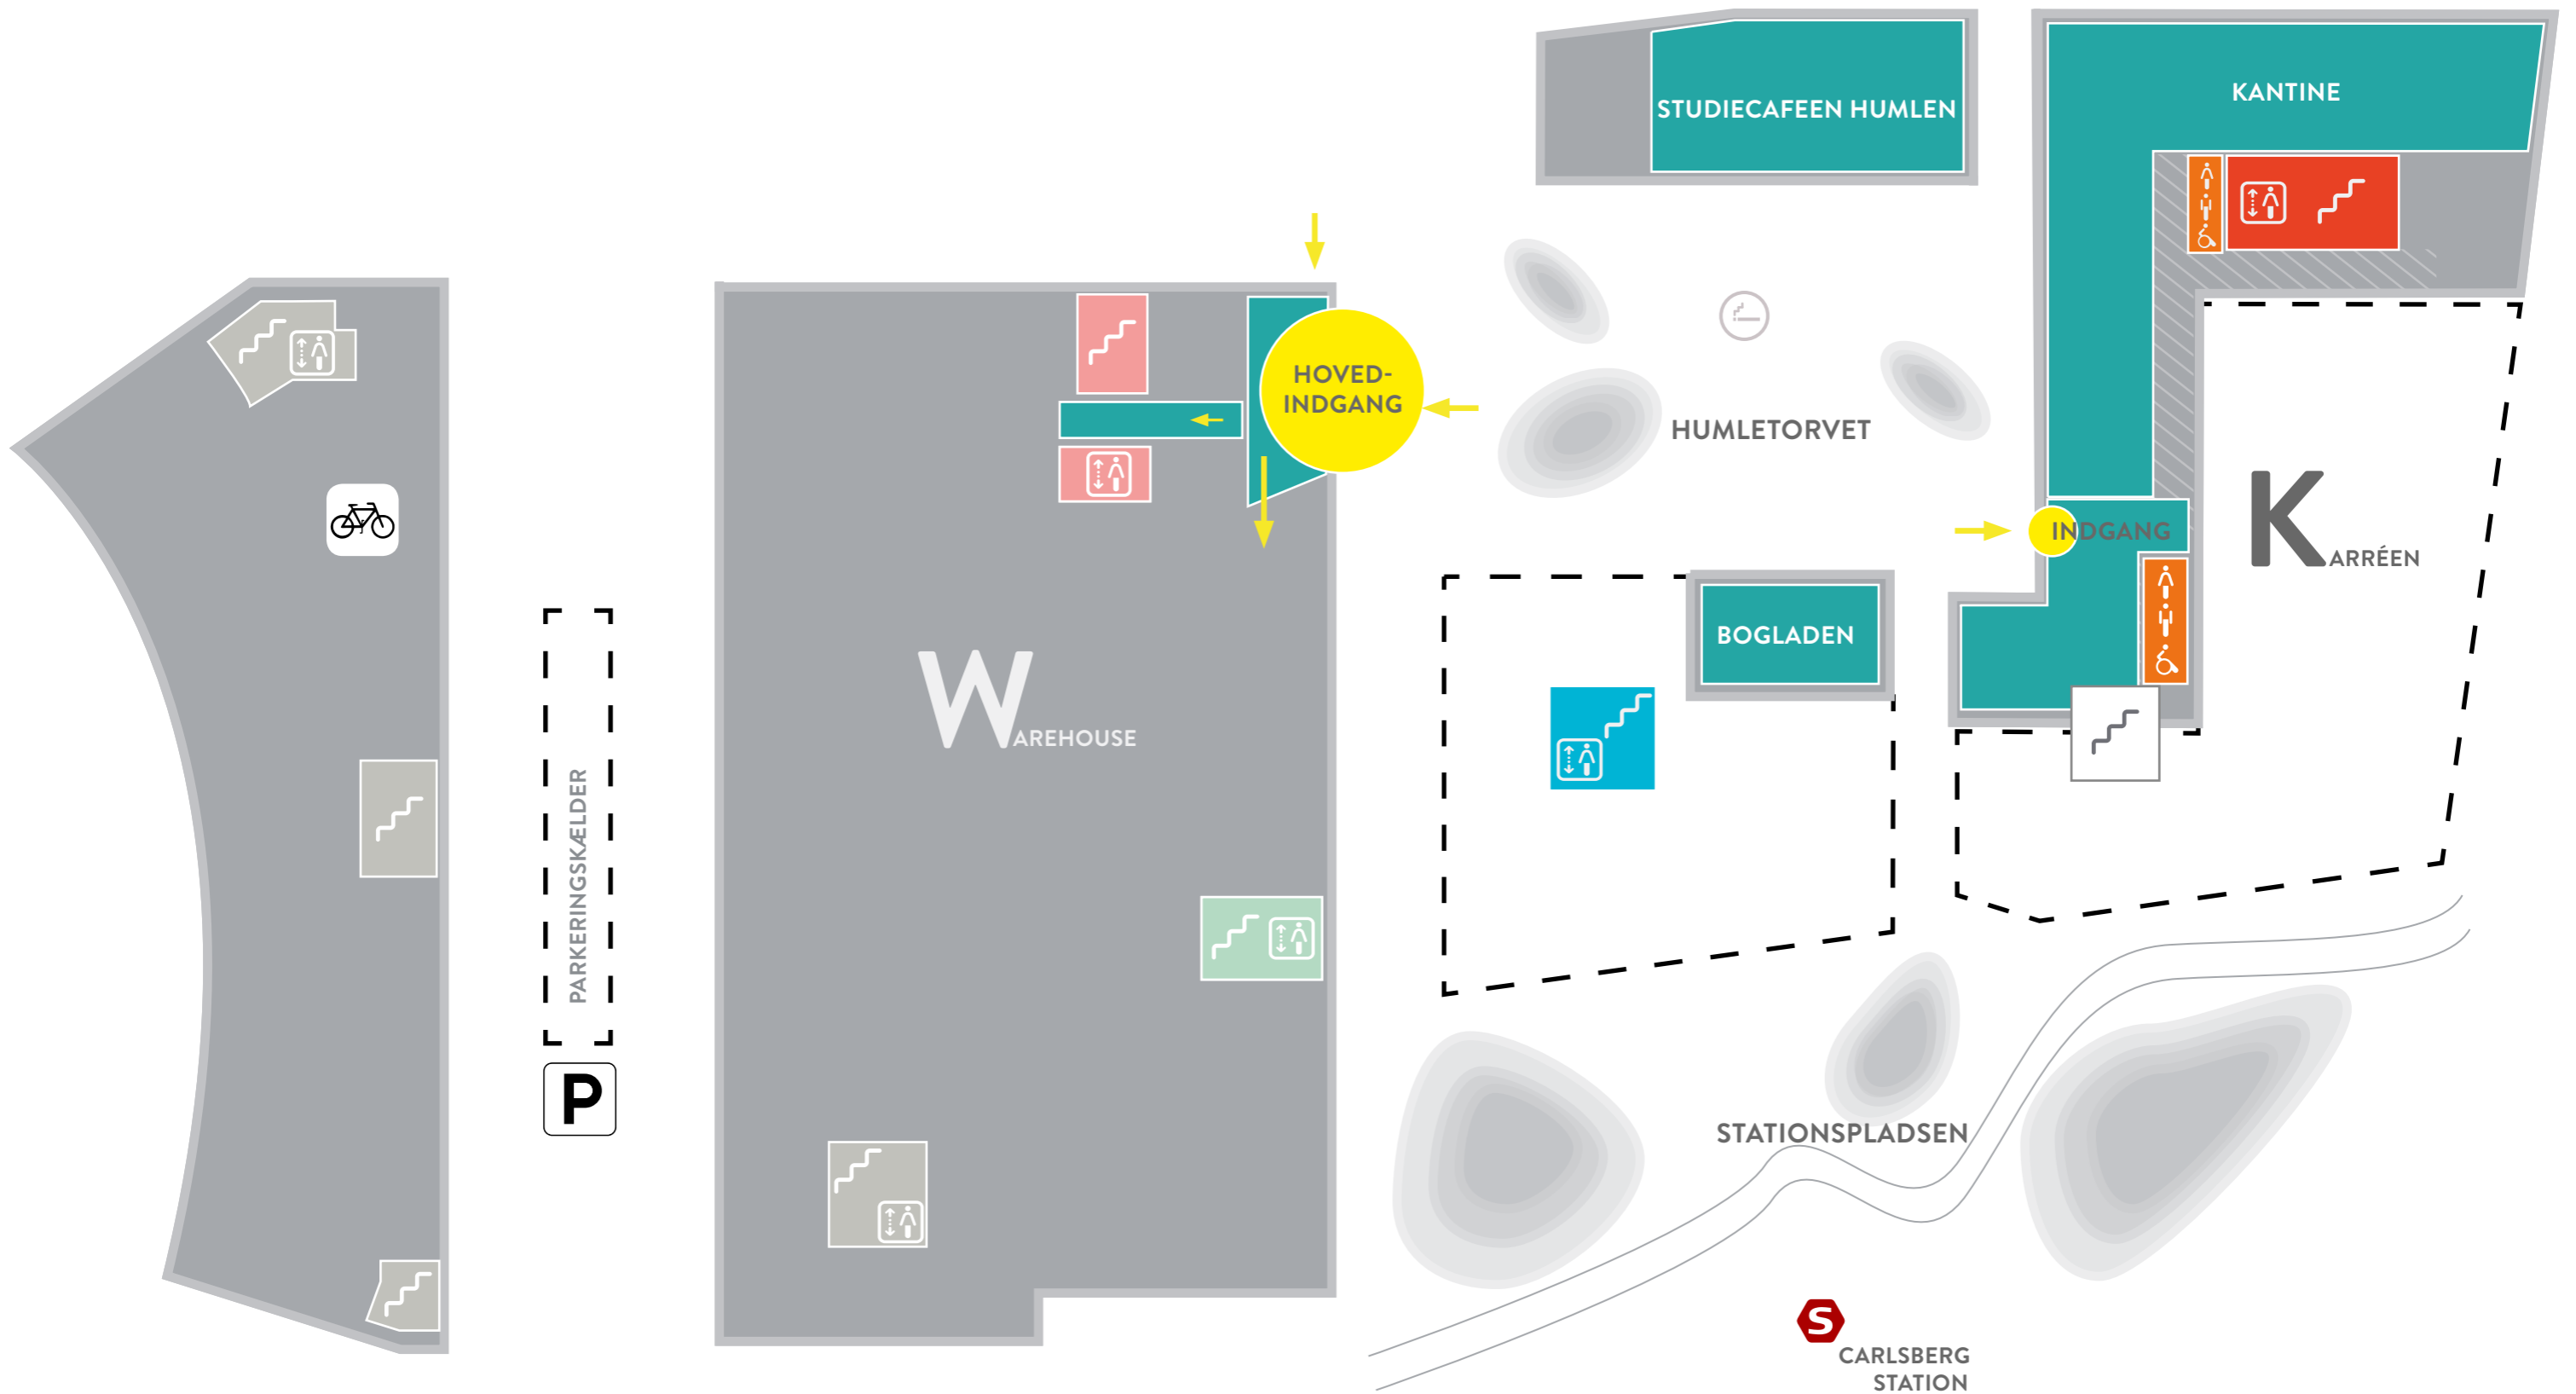 STUDIECAFEEN HUMLEN
KANTINE
HOVED-
INDGANG
HUMLETORVET
INDGANG
KARRÉEN
BOGLADEN
WAREHOUSE
PARKERINGSKÆLDER
P
STATIONSPLADSEN
S
CARLSBERG
STATION